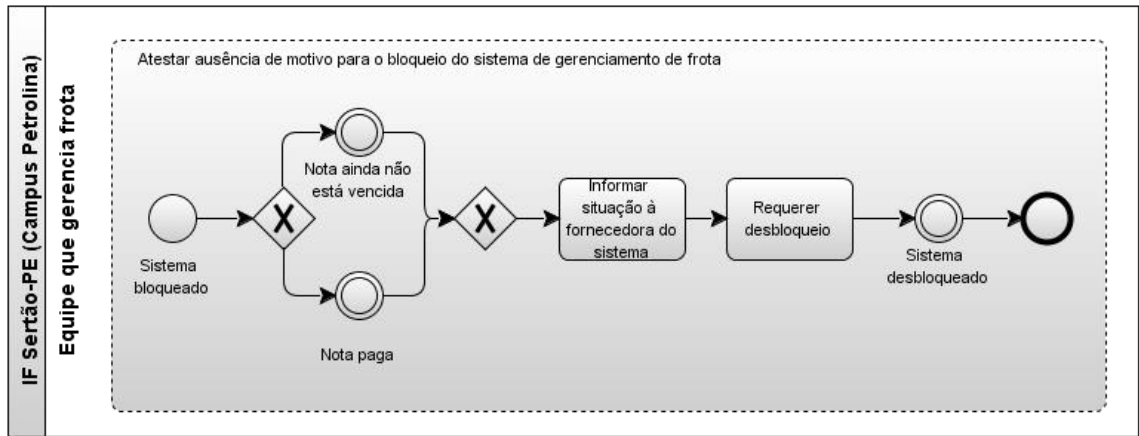 IF Sertão-PE (Campus Petrolina)
Equipe que gerencia frota
Atestar ausência de motivo para o bloqueio do sistema de gerenciamento de frota
Sistema
bloqueado
X
Nota ainda não
está vencida
Nota paga
X
Informar
situação à
fornecedora do
sistema
Requerer
desbloqueio
Sistema
desbloqueado